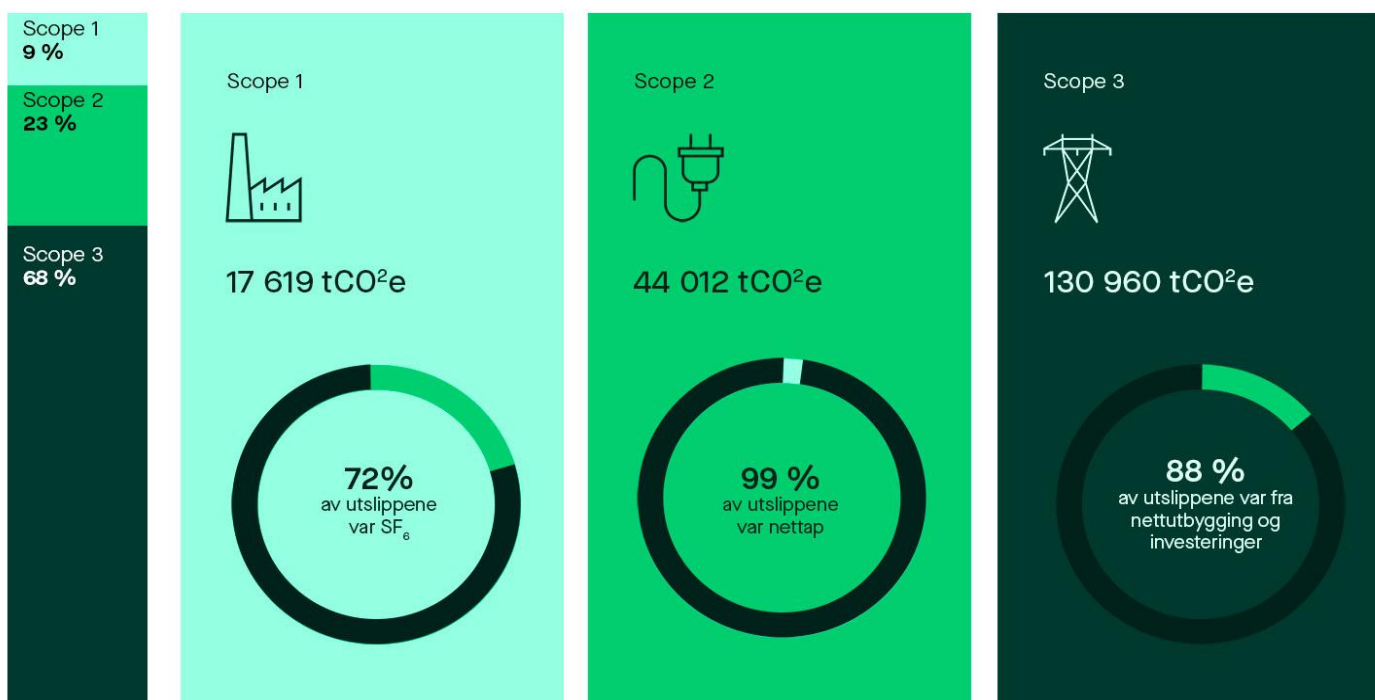 Scope 1
9 %
Scope 2
23 %
Scope 3
68 %
Scope 1
17 619 tCO²e
72%
av utslippene
var SF₆
Scope 2
44 012 tCO²e
99 %
av utslippene
var nettap
Scope 3
130 960 tCO²e
88 %
av utslippene var fra
nettutbygging og
investeringer